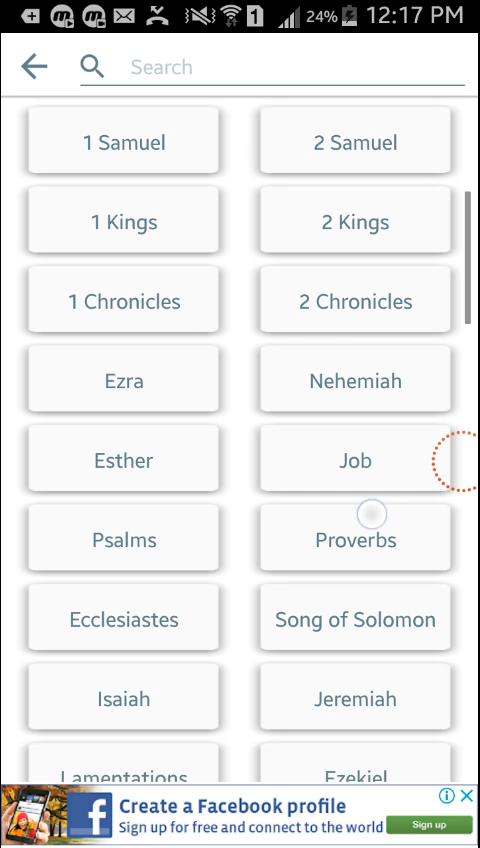 24% 12:17 PM
Search
1 Samuel 2 Samuel
1 Kings 2 Kings
1 Chronicles 2 Chronicles
Ezra Nehemiah
Esther Job
Psalms Proverbs
Ecclesiastes Song of Solomon
Isaiah Jeremiah
Lamentations Ezekiel
Create a Facebook profile
Sign up for free and connect to the world Sign up